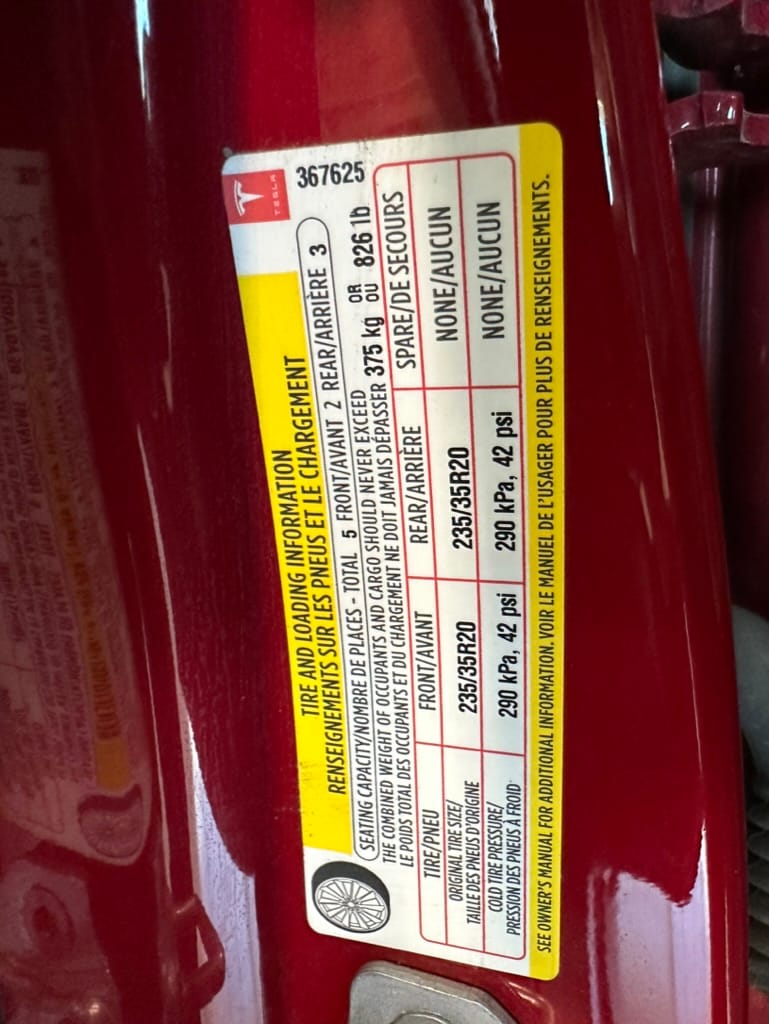 TESLA
367625
TIRE AND LOADING INFORMATION
RENSEIGNEMENTS SUR LES PNEUS ET LE CHARGEMENT
SEATING CAPACITY/NOMBRE DE PLACES - TOTAL 5 FRONT/AVANT 2 REAR/ARRIÈRE 3
THE COMBINED WEIGHT OF OCCUPANTS AND CARGO SHOULD NEVER EXCEED
LE POIDS TOTAL DES OCCUPANTS ET DU CHARGEMENT NE DOIT JAMAIS DÉPASSER
375 kg OR OU 826 lb
TIRE/PNEU FRONT/AVANT REAR/ARRIÈRE SPARE/DE SECOURS
ORIGINAL TIRE SIZE/
TAILLE DES PNEUS D'ORIGINE
235/35R20 235/35R20 NONE/AUCUN
COLD TIRE PRESSURE/
PRESSION DES PNEUS À FROID
290 kPa, 42 psi 290 kPa, 42 psi NONE/AUCUN
SEE OWNER'S MANUAL FOR ADDITIONAL INFORMATION. VOIR LE MANUEL DE L'USAGER POUR PLUS DE RENSEIGNEMENTS.